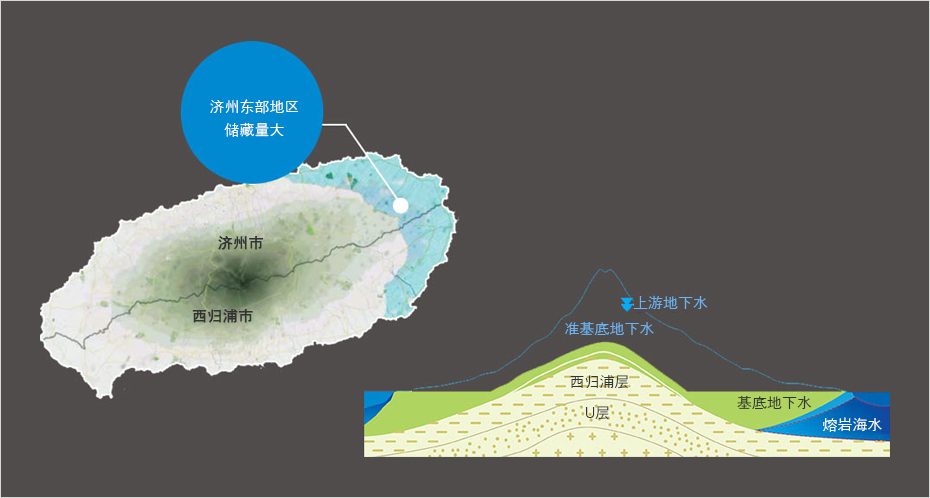 济州东部地区
储藏量大
济州市
西归浦市
上游地下水
准基底地下水
西归浦层
U层
基底地下水
熔岩海水